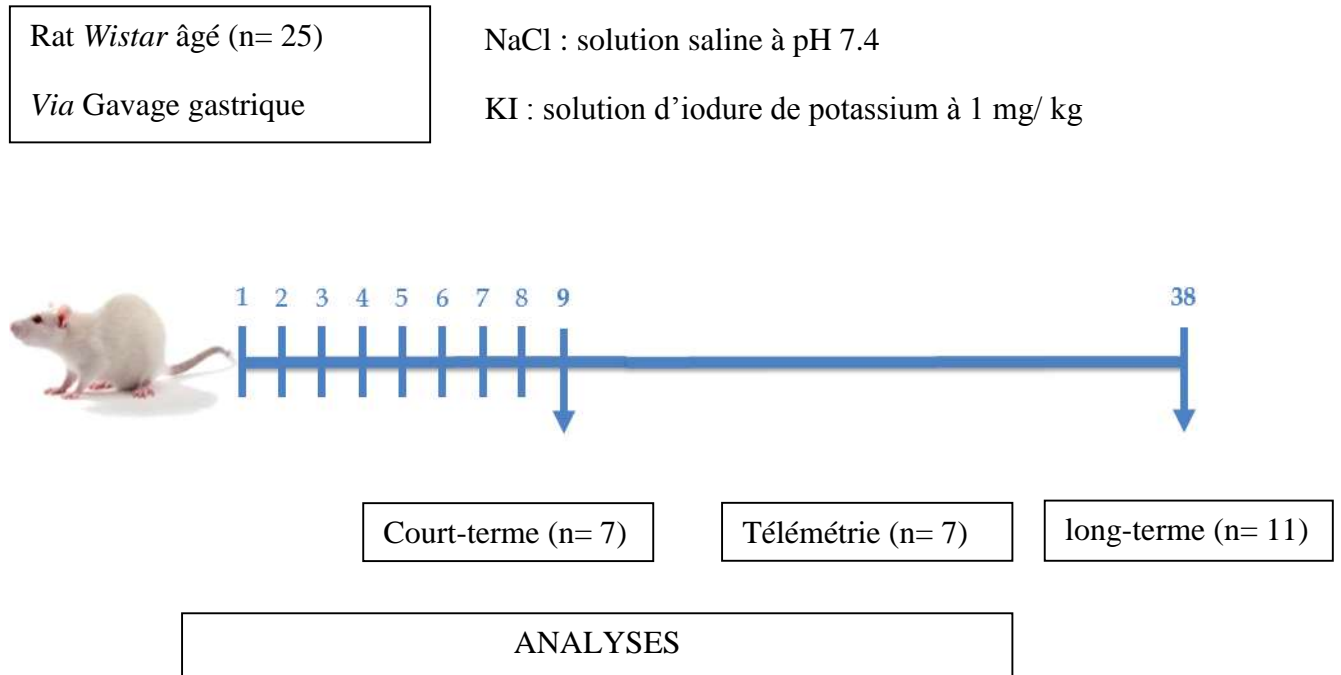 Rat Wistar âgé (n= 25)
Via Gavage gastrique
NaCl : solution saline à pH 7.4
KI : solution d’iodure de potassium à 1 mg/ kg
1 2 3 4 5 6 7 8 9 38
Court-terme (n= 7)
Télémétrie (n= 7)
long-terme (n= 11)
ANALYSES